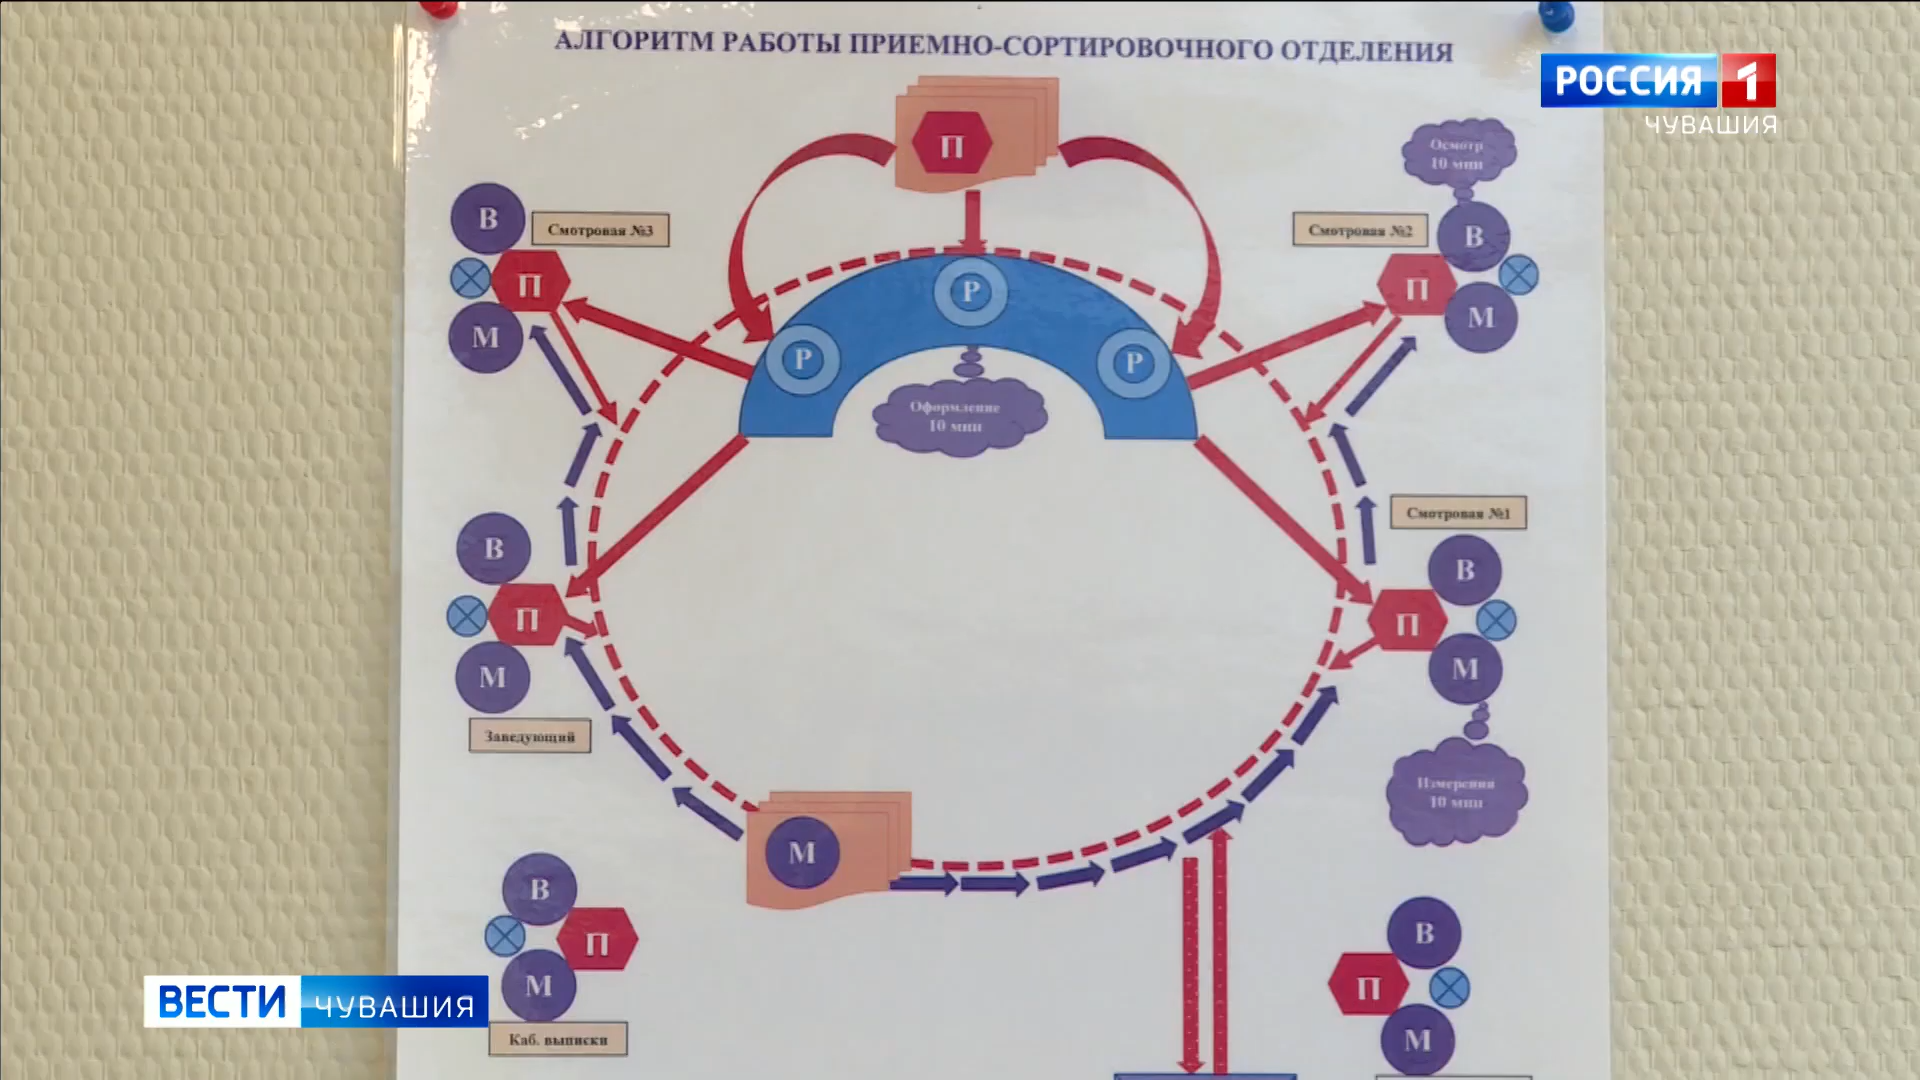 АЛГОРИТМ РАБОТЫ ПРИЕМНО-СОРТИРОВОЧНОГО ОТДЕЛЕНИЯ
РОССИЯ 1
ЧУВАШИЯ
П
Осмотр
10 мин
В
Смотровая №3
Смотровая №2
В
П
П
М
М
Р
Р
Р
Оформление
10 мин
Смотровая №1
В
В
П
П
М
М
Заведующий
Измерения
10 мин
М
В
П
М
Каб. выписки
В
П
М
ВЕСТИ ЧУВАШИЯ